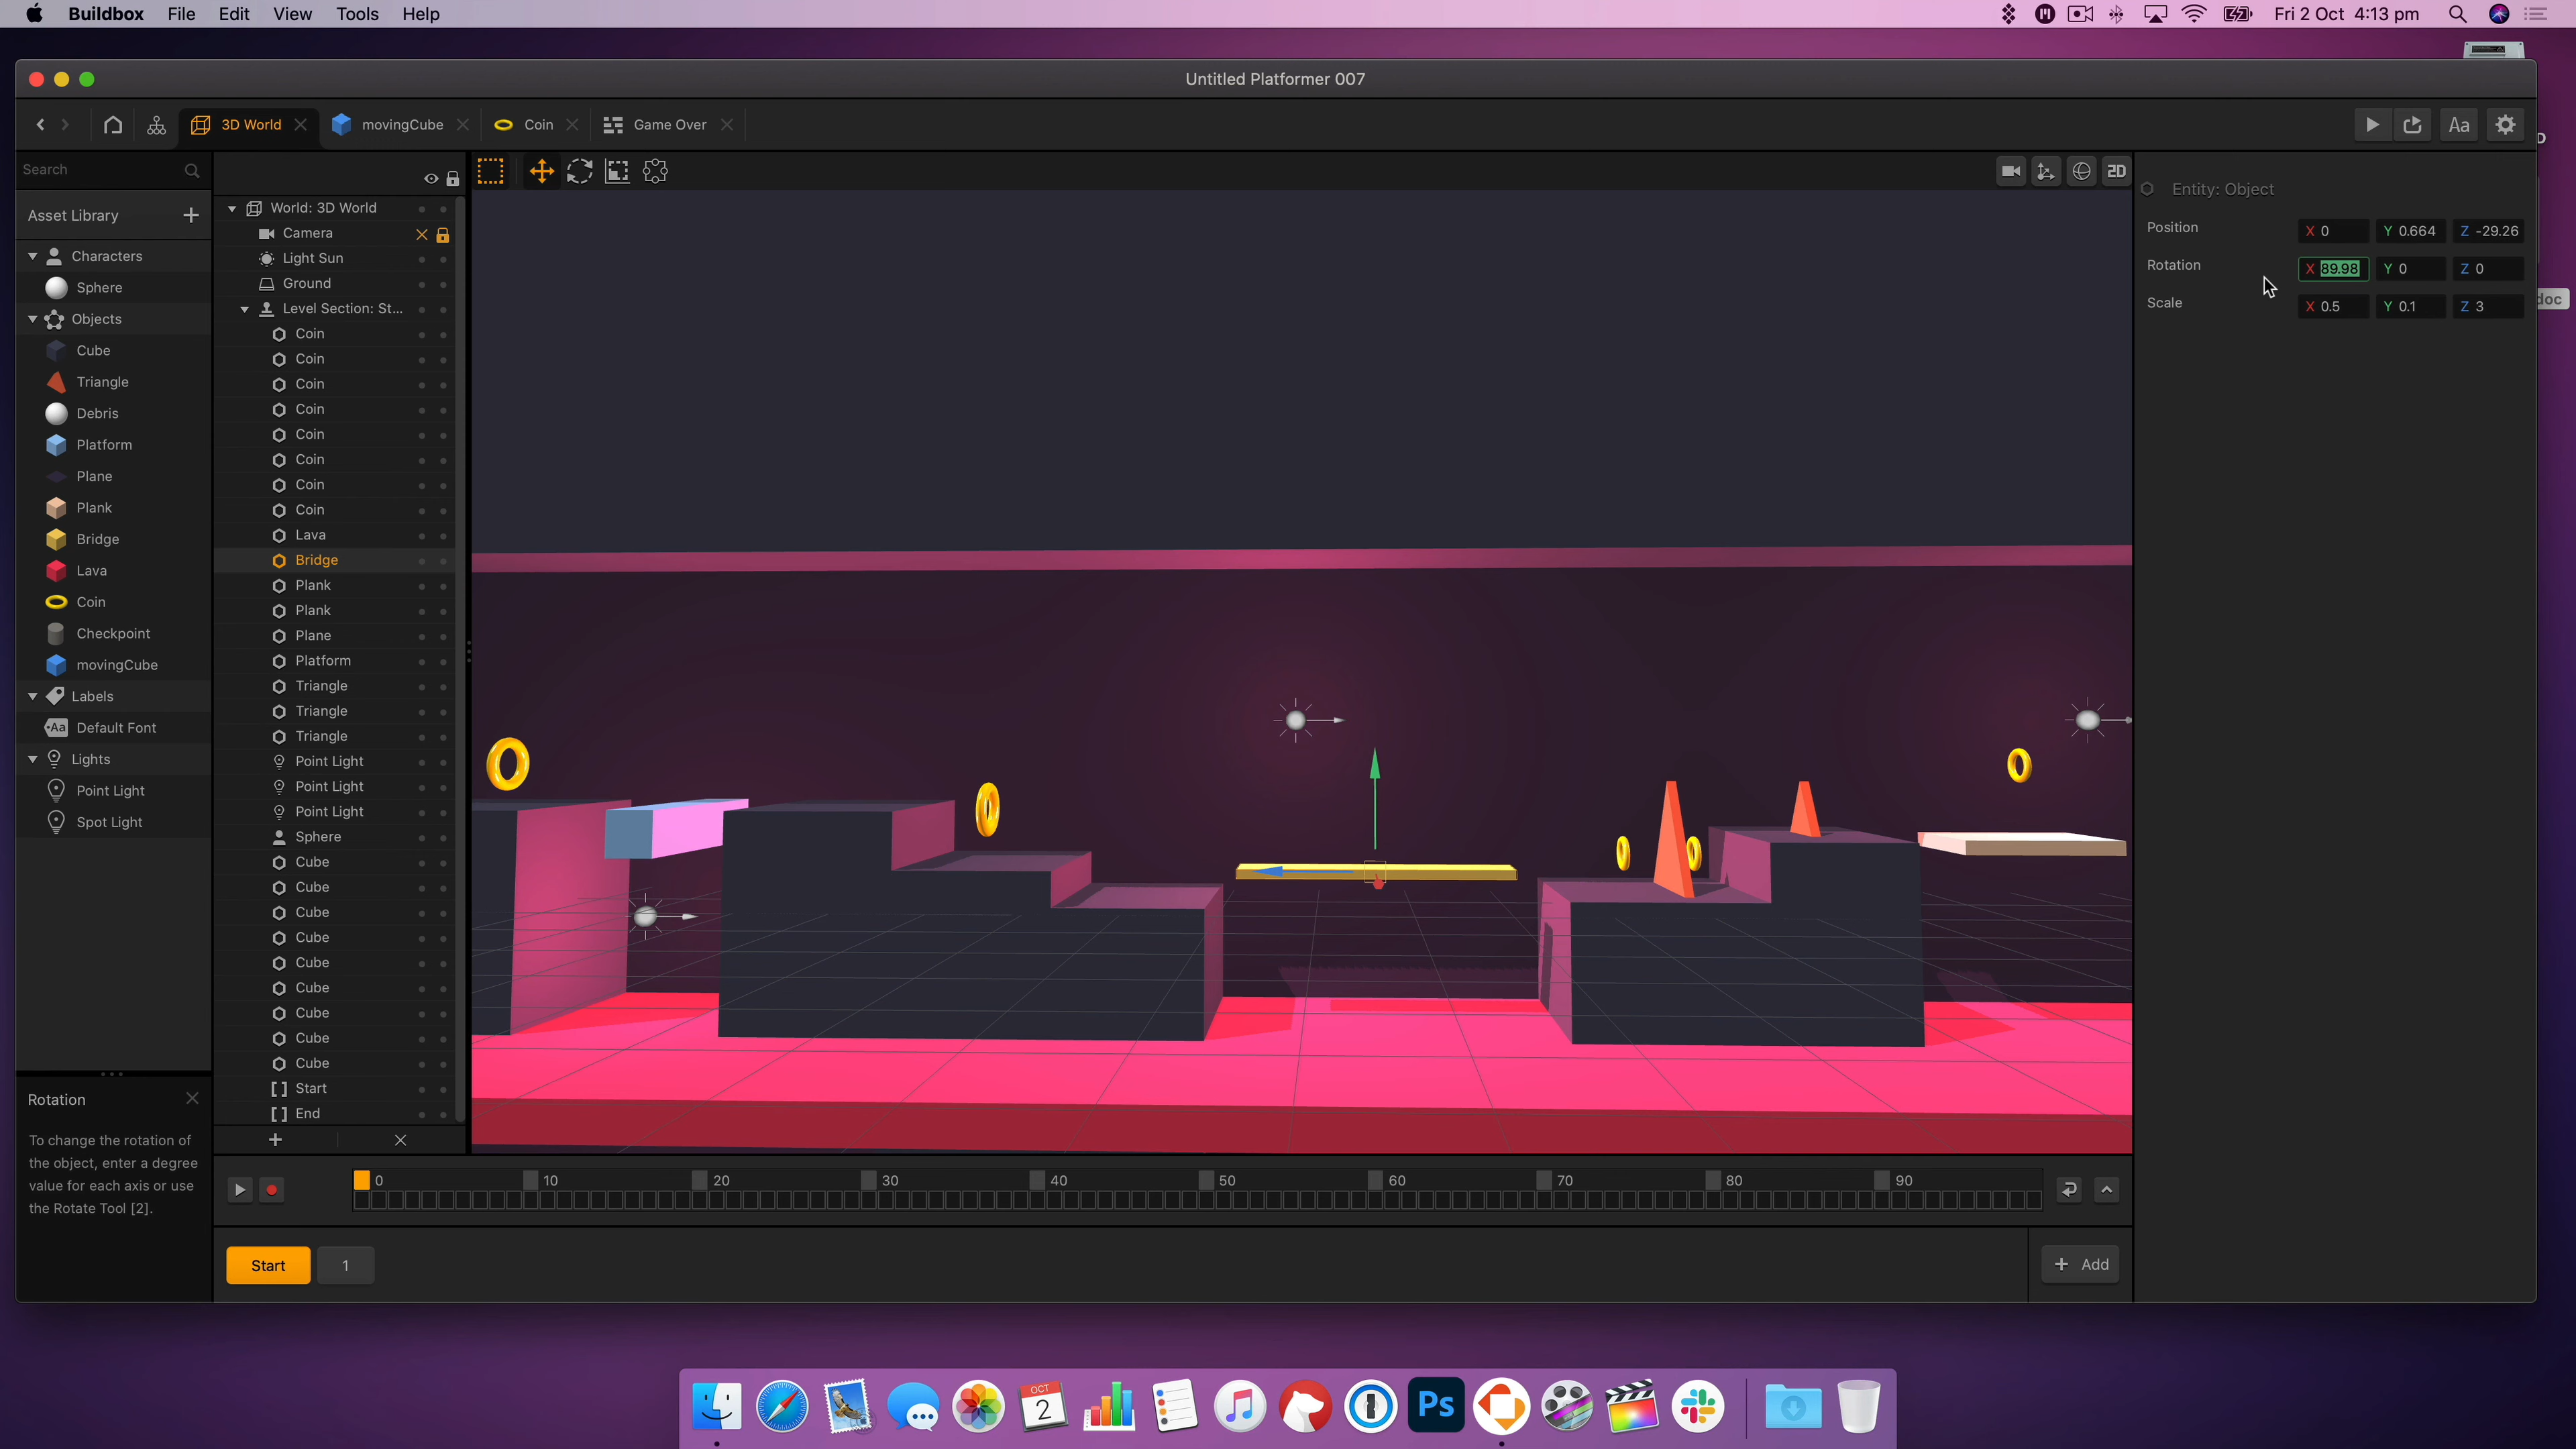 Buildbox File Edit View Tools Help
Fri 2 Oct 4:13 pm
Untitled Platformer 007
3D World
movingCube
Coin
Game Over
Aa
Search
Asset Library
Characters
Sphere
Objects
Cube
Triangle
Debris
Platform
Plane
Plank
Bridge
Lava
Coin
Checkpoint
movingCube
Labels
Aa Default Font
Lights
Point Light
Spot Light
Rotation
To change the rotation of
the object, enter a degree
value for each axis or use
the Rotate Tool [2].
World: 3D World
Camera
Light Sun
Ground
Level Section: St...
Coin
Coin
Coin
Coin
Coin
Coin
Coin
Coin
Lava
Bridge
Plank
Plank
Plane
Platform
Triangle
Triangle
Triangle
Point Light
Point Light
Point Light
Sphere
Cube
Cube
Cube
Cube
Cube
Cube
Cube
Cube
Cube
Start
End
2D
Entity: Object
Position X 0 Y 0.664 Z -29.26
Rotation X 89.98 Y 0 Z 0
Scale X 0.5 Y 0.1 Z 3
D
doc
0 10 20 30 40 50 60 70 80 90
Start 1
+ Add
OCT
2
Ps